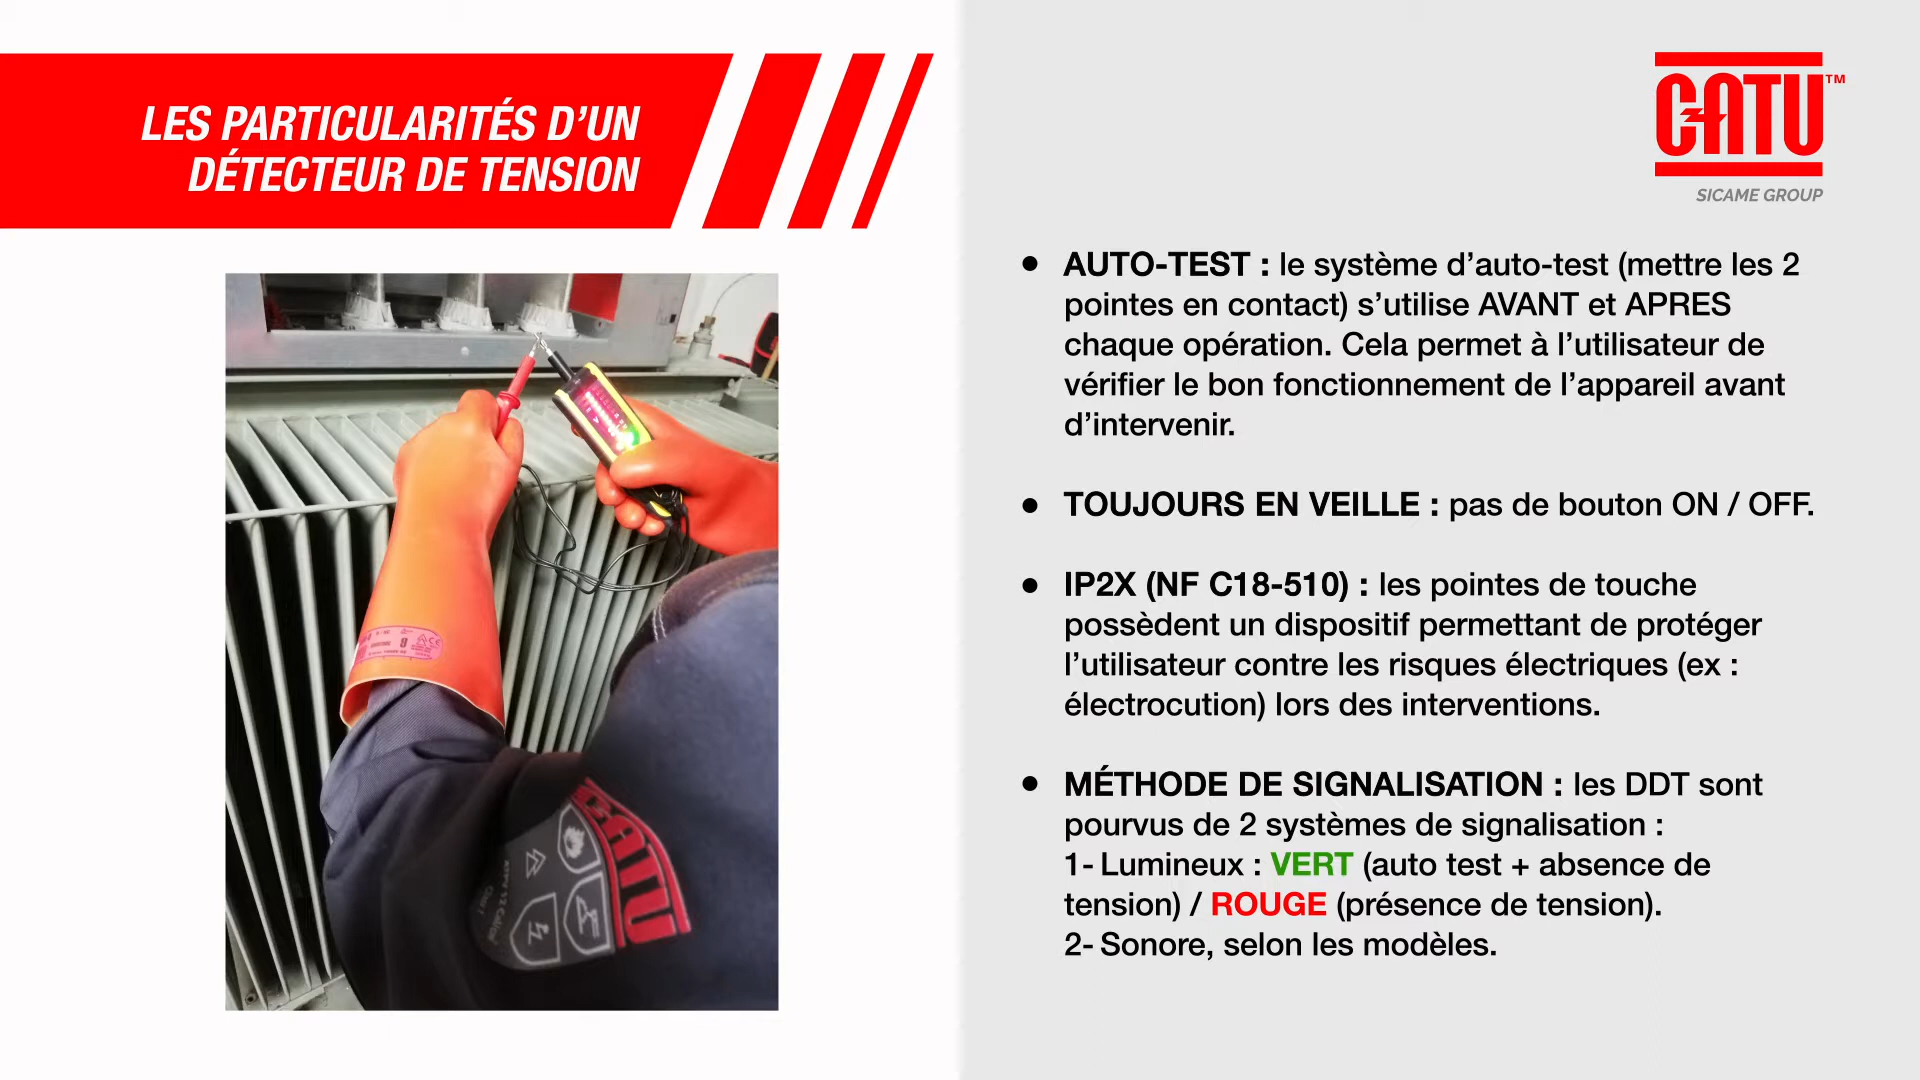 LES PARTICULARITÉS D’UN
DÉTECTEUR DE TENSION
CATU™
SICAME GROUP
• AUTO-TEST : le système d’auto-test (mettre les 2
pointes en contact) s’utilise AVANT et APRES
chaque opération. Cela permet à l’utilisateur de
vérifier le bon fonctionnement de l’appareil avant
d’intervenir.
• TOUJOURS EN VEILLE : pas de bouton ON / OFF.
• IP2X (NF C18-510) : les pointes de touche
possèdent un dispositif permettant de protéger
l’utilisateur contre les risques électriques (ex :
électrocution) lors des interventions.
• MÉTHODE DE SIGNALISATION : les DDT sont
pourvus de 2 systèmes de signalisation :
1- Lumineux : VERT (auto test + absence de
tension) / ROUGE (présence de tension).
2- Sonore, selon les modèles.
CATU